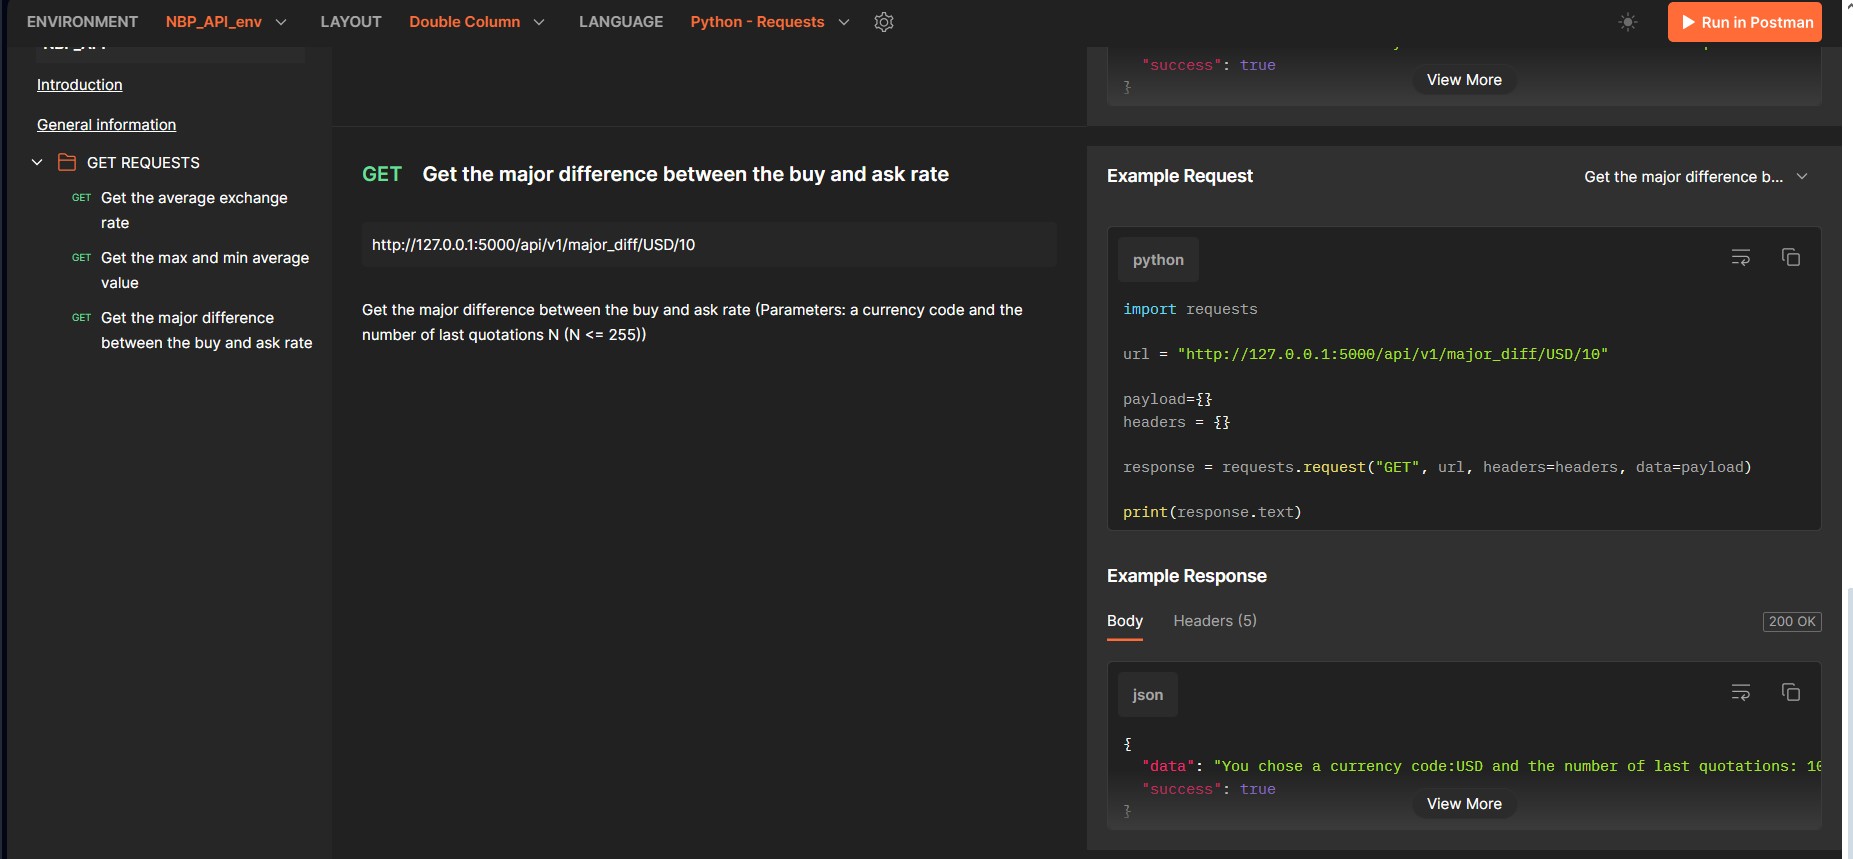 ENVIRONMENT NBP_API_env LAYOUT Double Column LANGUAGE Python - Requests Run in Postman
NBP_API
Introduction
General information
GET REQUESTS
GET Get the average exchange
rate
GET Get the max and min average
value
GET Get the major difference
between the buy and ask rate
GET Get the major difference between the buy and ask rate
http://127.0.0.1:5000/api/v1/major_diff/USD/10
Get the major difference between the buy and ask rate (Parameters: a currency code and the
number of last quotations N (N <= 255))
"success": true
}
View More
Example Request Get the major difference b...
python
import requests
url = "http://127.0.0.1:5000/api/v1/major_diff/USD/10"
payload={}
headers = {}
response = requests.request("GET", url, headers=headers, data=payload)
print(response.text)
Example Response
Body Headers (5) 200 OK
json
{
"data": "You chose a currency code:USD and the number of last quotations: 10
"success": true
}
View More